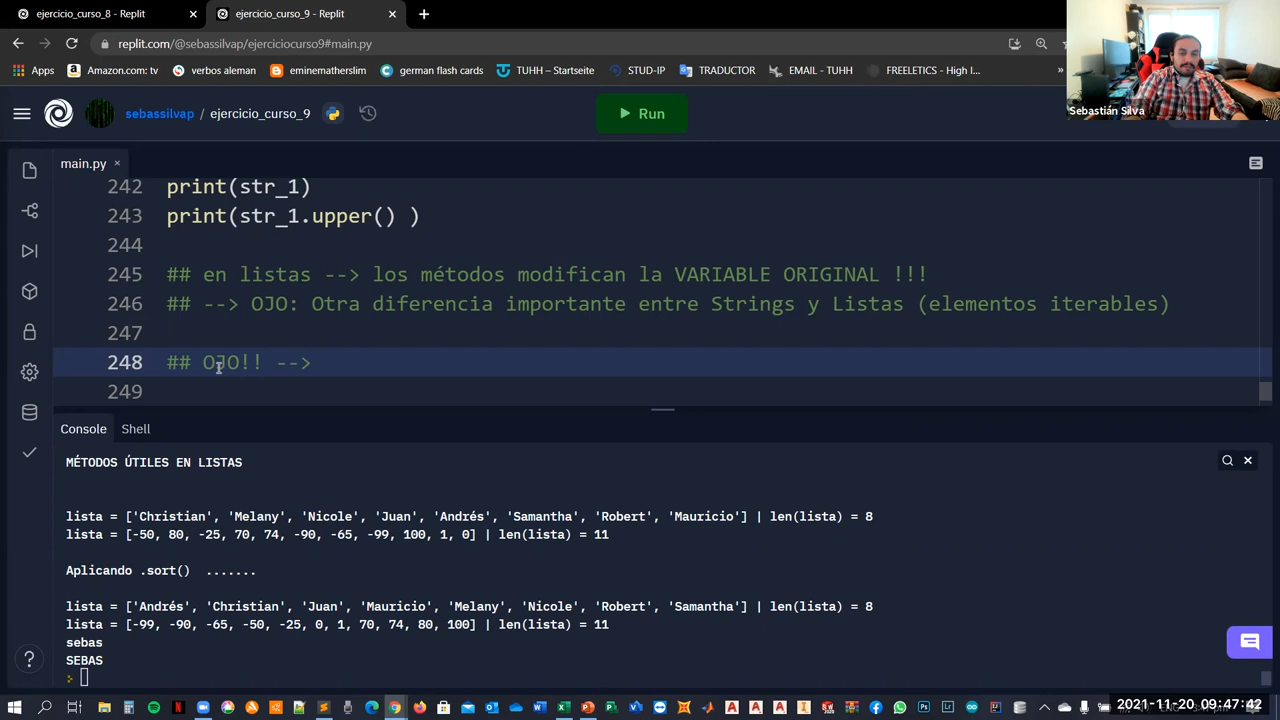 ejercicio_curso_8 - Replit
ejercicio_curso_9 - Replit
replit.com/@sebassilvap/ejerciciocurso9#main.py
Apps
Amazon.com: tv
verbos aleman
eminematherslim
germa
TUHH – Startseite
STUD-IP
TRADUCTOR
EMAIL - TUHH
FREELETICS - High I...
»
Sebastián Silva
sebassilvap / ejercicio_curso_9
Run
main.py
242 print(str_1)
243 print(str_1.upper() )
244
245 ## en listas --> los métodos modifican la VARIABLE ORIGINAL !!!
246 ## --> OJO: Otra diferencia importante entre Strings y Listas (elementos iterables)
247
248 ## OJO!! -->
249
Console
Shell
MÉTODOS ÚTILES EN LISTAS
lista = ['Christian', 'Melany', 'Nicole', 'Juan', 'Andrés', 'Samantha', 'Robert', 'Mauricio'] | len(lista) = 8
lista = [-50, 80, -25, 70, 74, -90, -65, -99, 100, 1, 0] | len(lista) = 11
Aplicando .sort() .......
lista = ['Andrés', 'Christian', 'Juan', 'Mauricio', 'Melany', 'Nicole', 'Robert', 'Samantha'] | len(lista) = 8
lista = [-99, -90, -65, -50, -25, 0, 1, 70, 74, 80, 100] | len(lista) = 11
sebas
SEBAS
2021-11-20 09:47:42